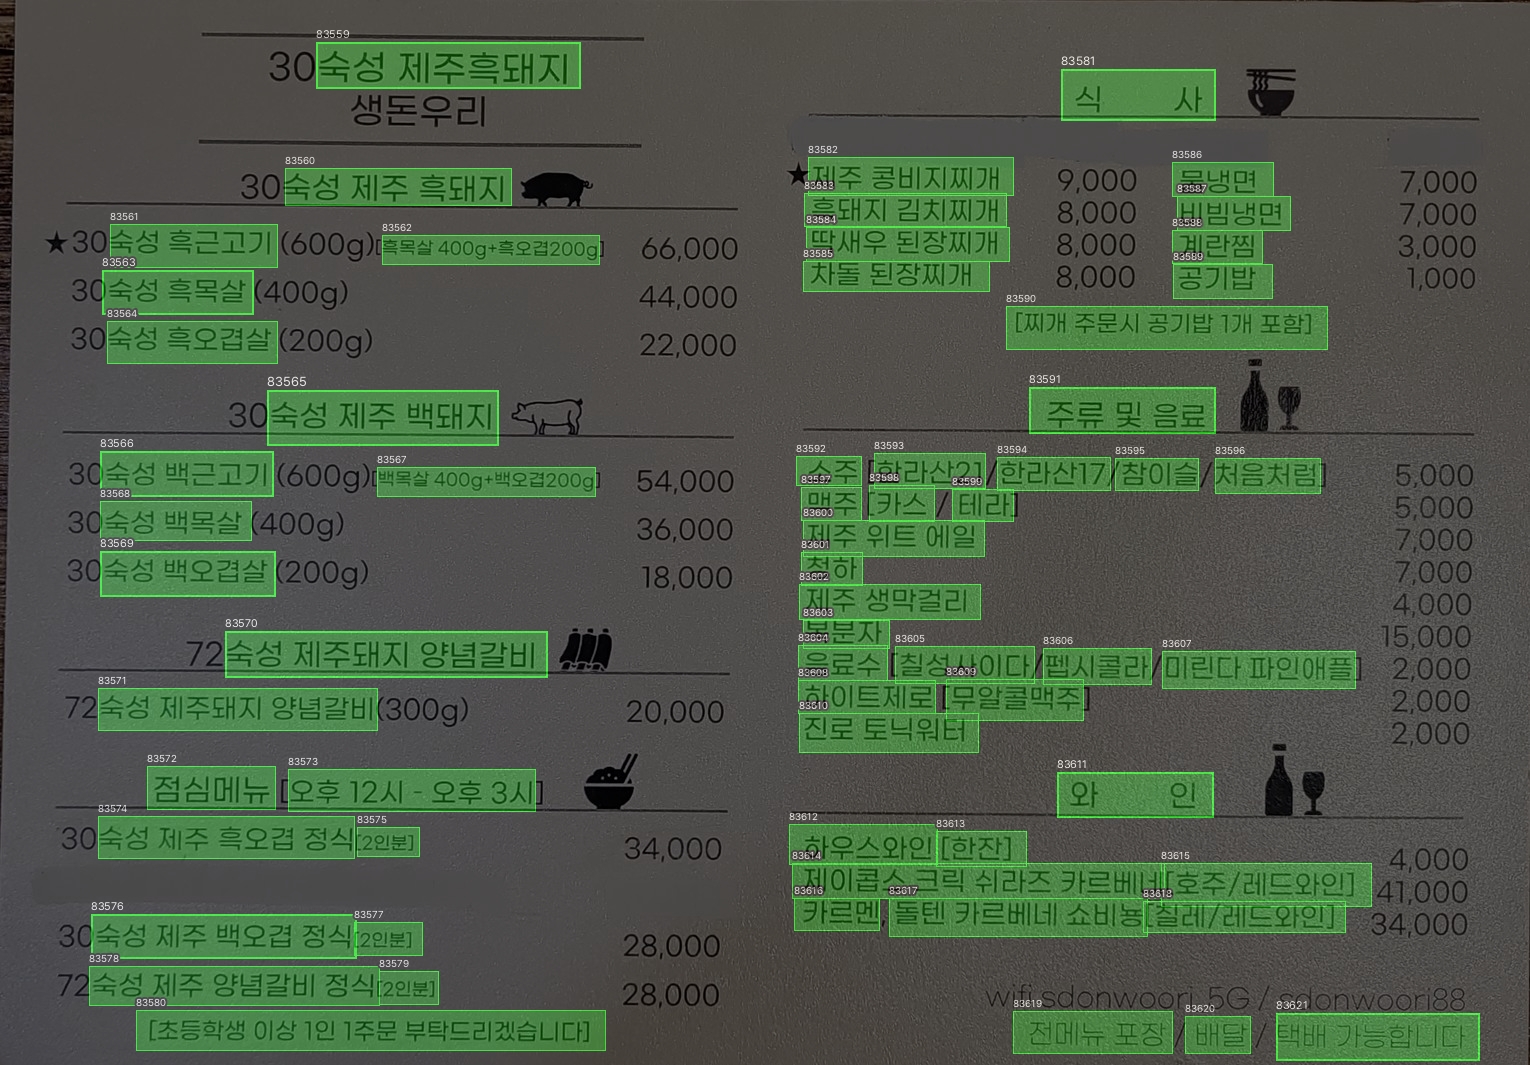 30숙성 제주흑돼지
생돈우리
30숙성 제주 흑돼지
★30숙성 흑근고기 (600g)[흑목살 400g+흑오겹200g] 66,000
30숙성 흑목살 (400g) 44,000
30숙성 흑오겹살 (200g) 22,000
30숙성 제주 백돼지
30숙성 백근고기 (600g)[백목살 400g+백오겹200g] 54,000
30숙성 백목살 (400g) 36,000
30숙성 백오겹살 (200g) 18,000
72숙성 제주돼지 양념갈비
72숙성 제주돼지 양념갈비(300g) 20,000
점심메뉴 [오후 12시 - 오후 3시]
30숙성 제주 흑오겹 정식[2인분] 34,000
30숙성 제주 백오겹 정식[2인분] 28,000
72숙성 제주 양념갈비 정식[2인분] 28,000
[초등학생 이상 1인 1주문 부탁드리겠습니다]
식 사
★제주 콩비지찌개 9,000 물냉면 7,000
흑돼지 김치찌개 8,000 비빔냉면 7,000
딱새우 된장찌개 8,000 계란찜 3,000
차돌 된장찌개 8,000 공기밥 1,000
[찌개 주문시 공기밥 1개 포함]
주류 및 음료
소주 [한라산21/한라산17/참이슬/처음처럼] 5,000
맥주 [카스 / 테라] 5,000
제주 위트 에일 7,000
청하 7,000
제주 생막걸리 4,000
복분자 15,000
음료수 [칠성사이다/펩시콜라/미린다 파인애플] 2,000
하이트제로 [무알콜맥주] 2,000
진로 토닉워터 2,000
와 인
하우스와인 [한잔] 4,000
제이콥스 크릭 쉬라즈 카르베네[호주/레드와인] 41,000
카르멘, 돌텐 카르베네 쇼비뇽[칠레/레드와인] 34,000
wifi sdonwoori_5G / sdonwoori88
전메뉴 포장 / 배달 / 택배 가능합니다